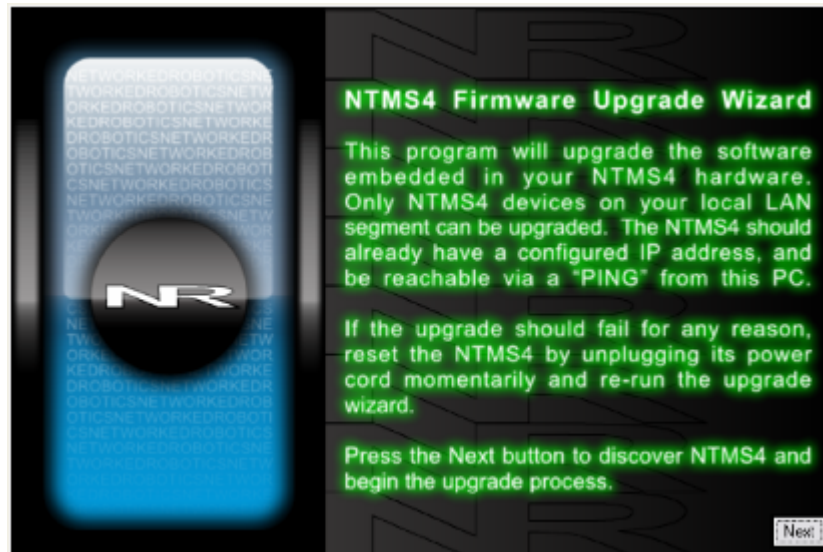 NTMS4 Firmware Upgrade Wizard
This program will upgrade the software
embedded in your NTMS4 hardware.
Only NTMS4 devices on your local LAN
segment can be upgraded. The NTMS4 should
already have a configured IP address, and
be reachable via a "PING" from this PC.
If the upgrade should fail for any reason,
reset the NTMS4 by unplugging its power
cord momentarily and re-run the upgrade
wizard.
Press the Next button to discover NTMS4 and
begin the upgrade process.
NR
Next